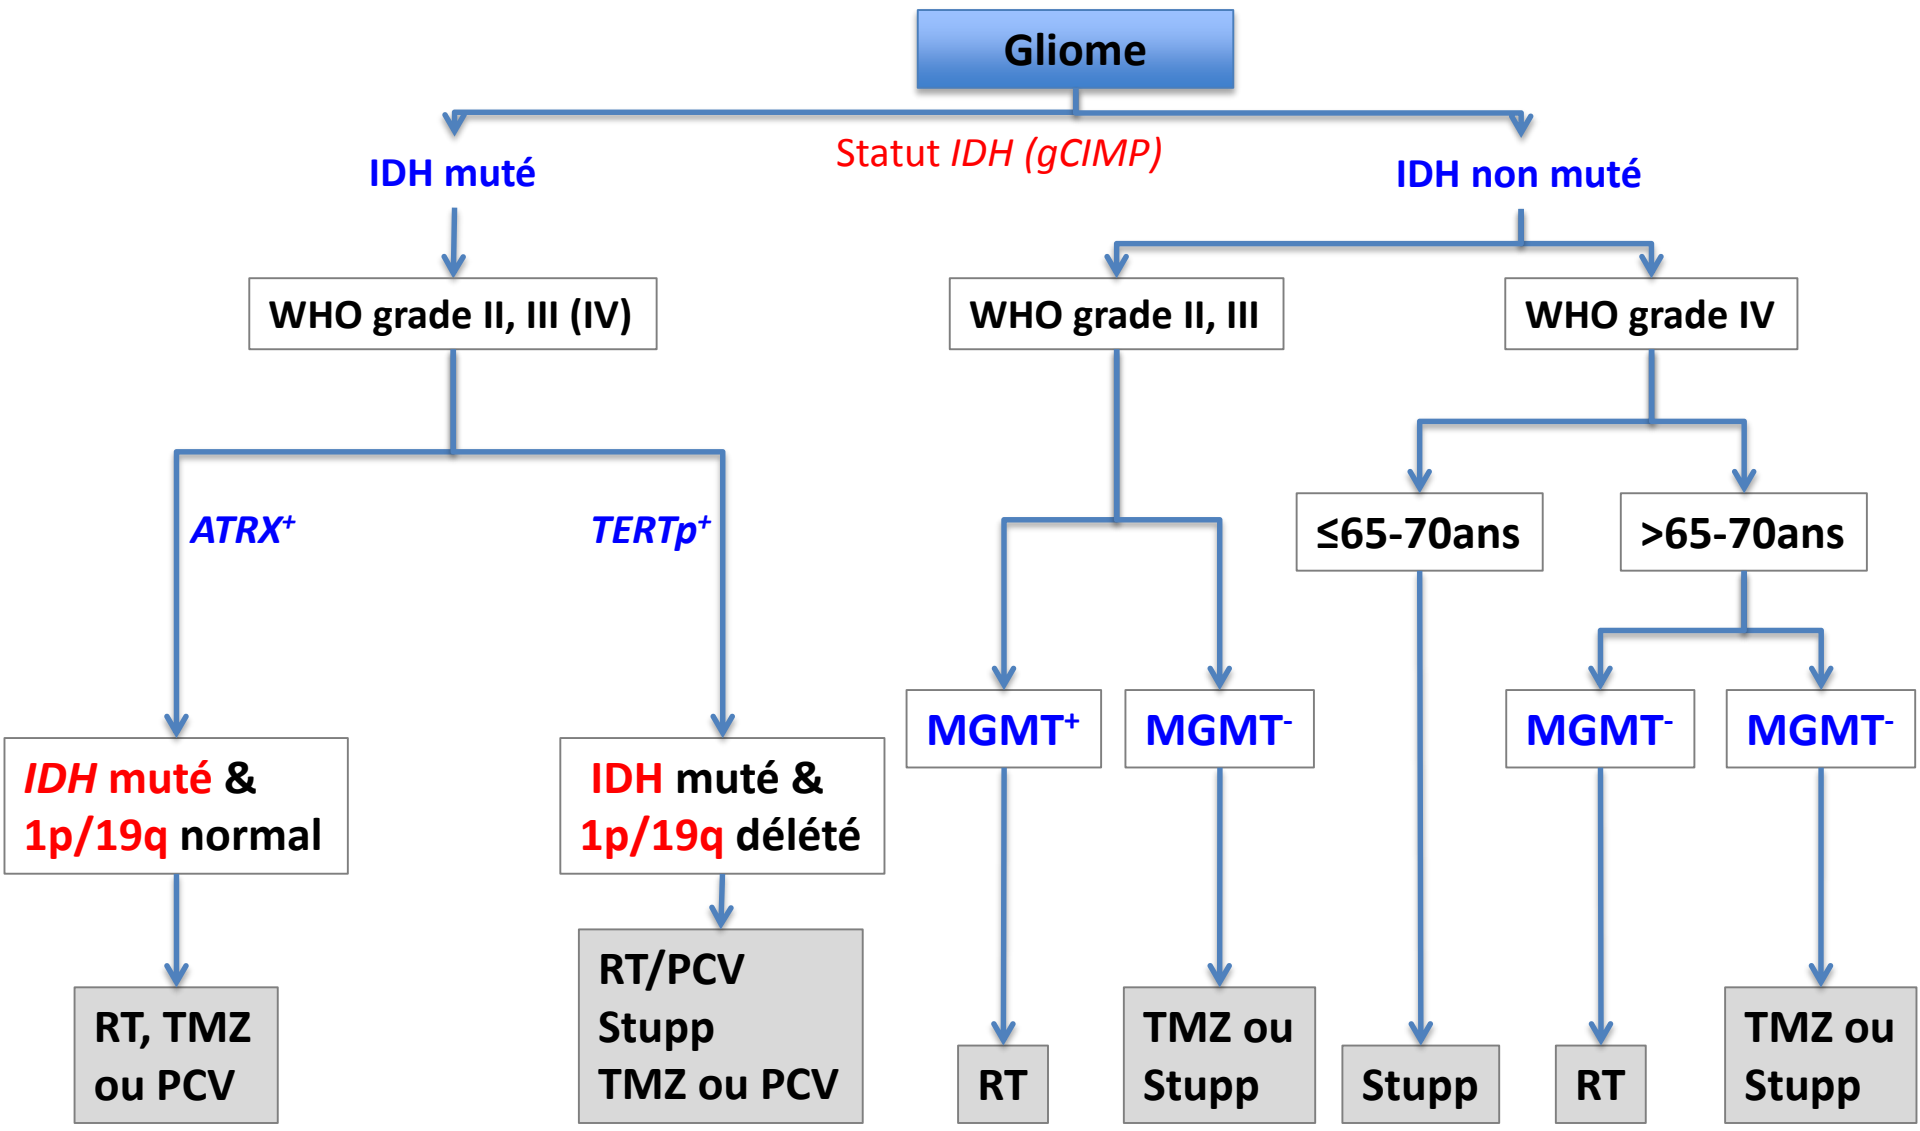 Gliome
Statut IDH (gCIMP)
IDH muté
IDH non muté
WHO grade II, III (IV)
WHO grade II, III
WHO grade IV
ATRX⁺
TERTp⁺
≤65-70ans
>65-70ans
MGMT⁺
MGMT⁻
MGMT⁻
MGMT⁻
IDH muté &
1p/19q normal
IDH muté &
1p/19q délété
RT, TMZ
ou PCV
RT/PCV
Stupp
TMZ ou PCV
RT
TMZ ou
Stupp
Stupp
RT
TMZ ou
Stupp